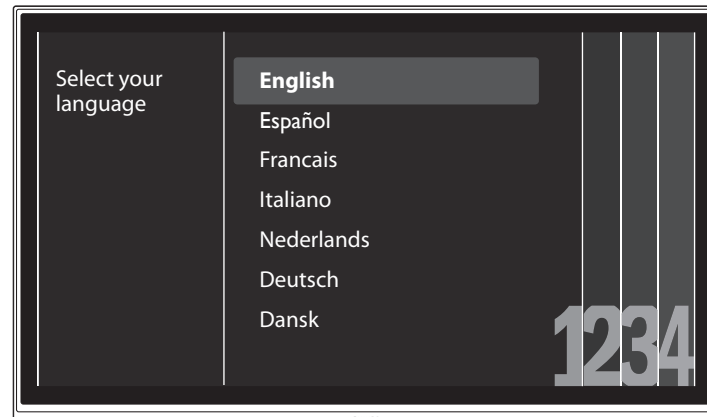 Select your
language
English
Español
Francais
Italiano
Nederlands
Deutsch
Dansk
1234